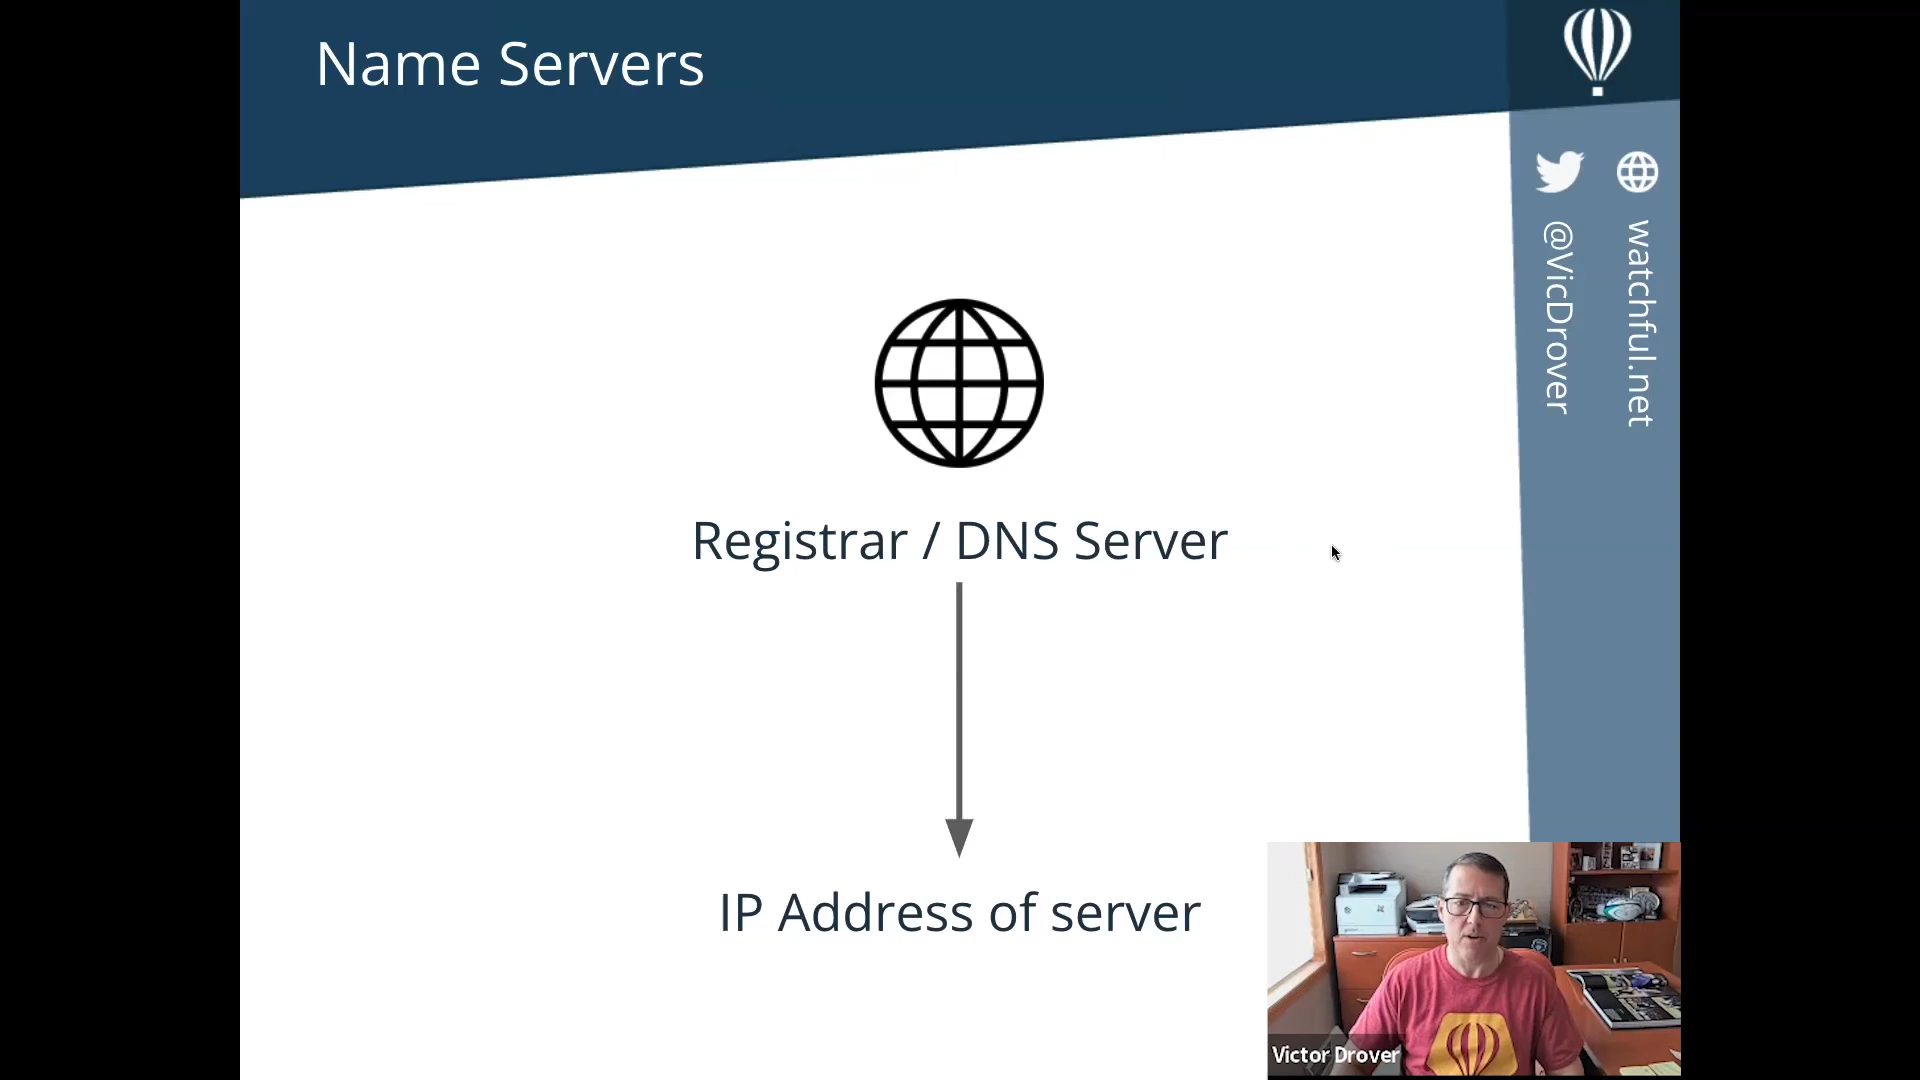 Name Servers
@VicDrover
watchful.net
Registrar / DNS Server
IP Address of server
Victor Drover